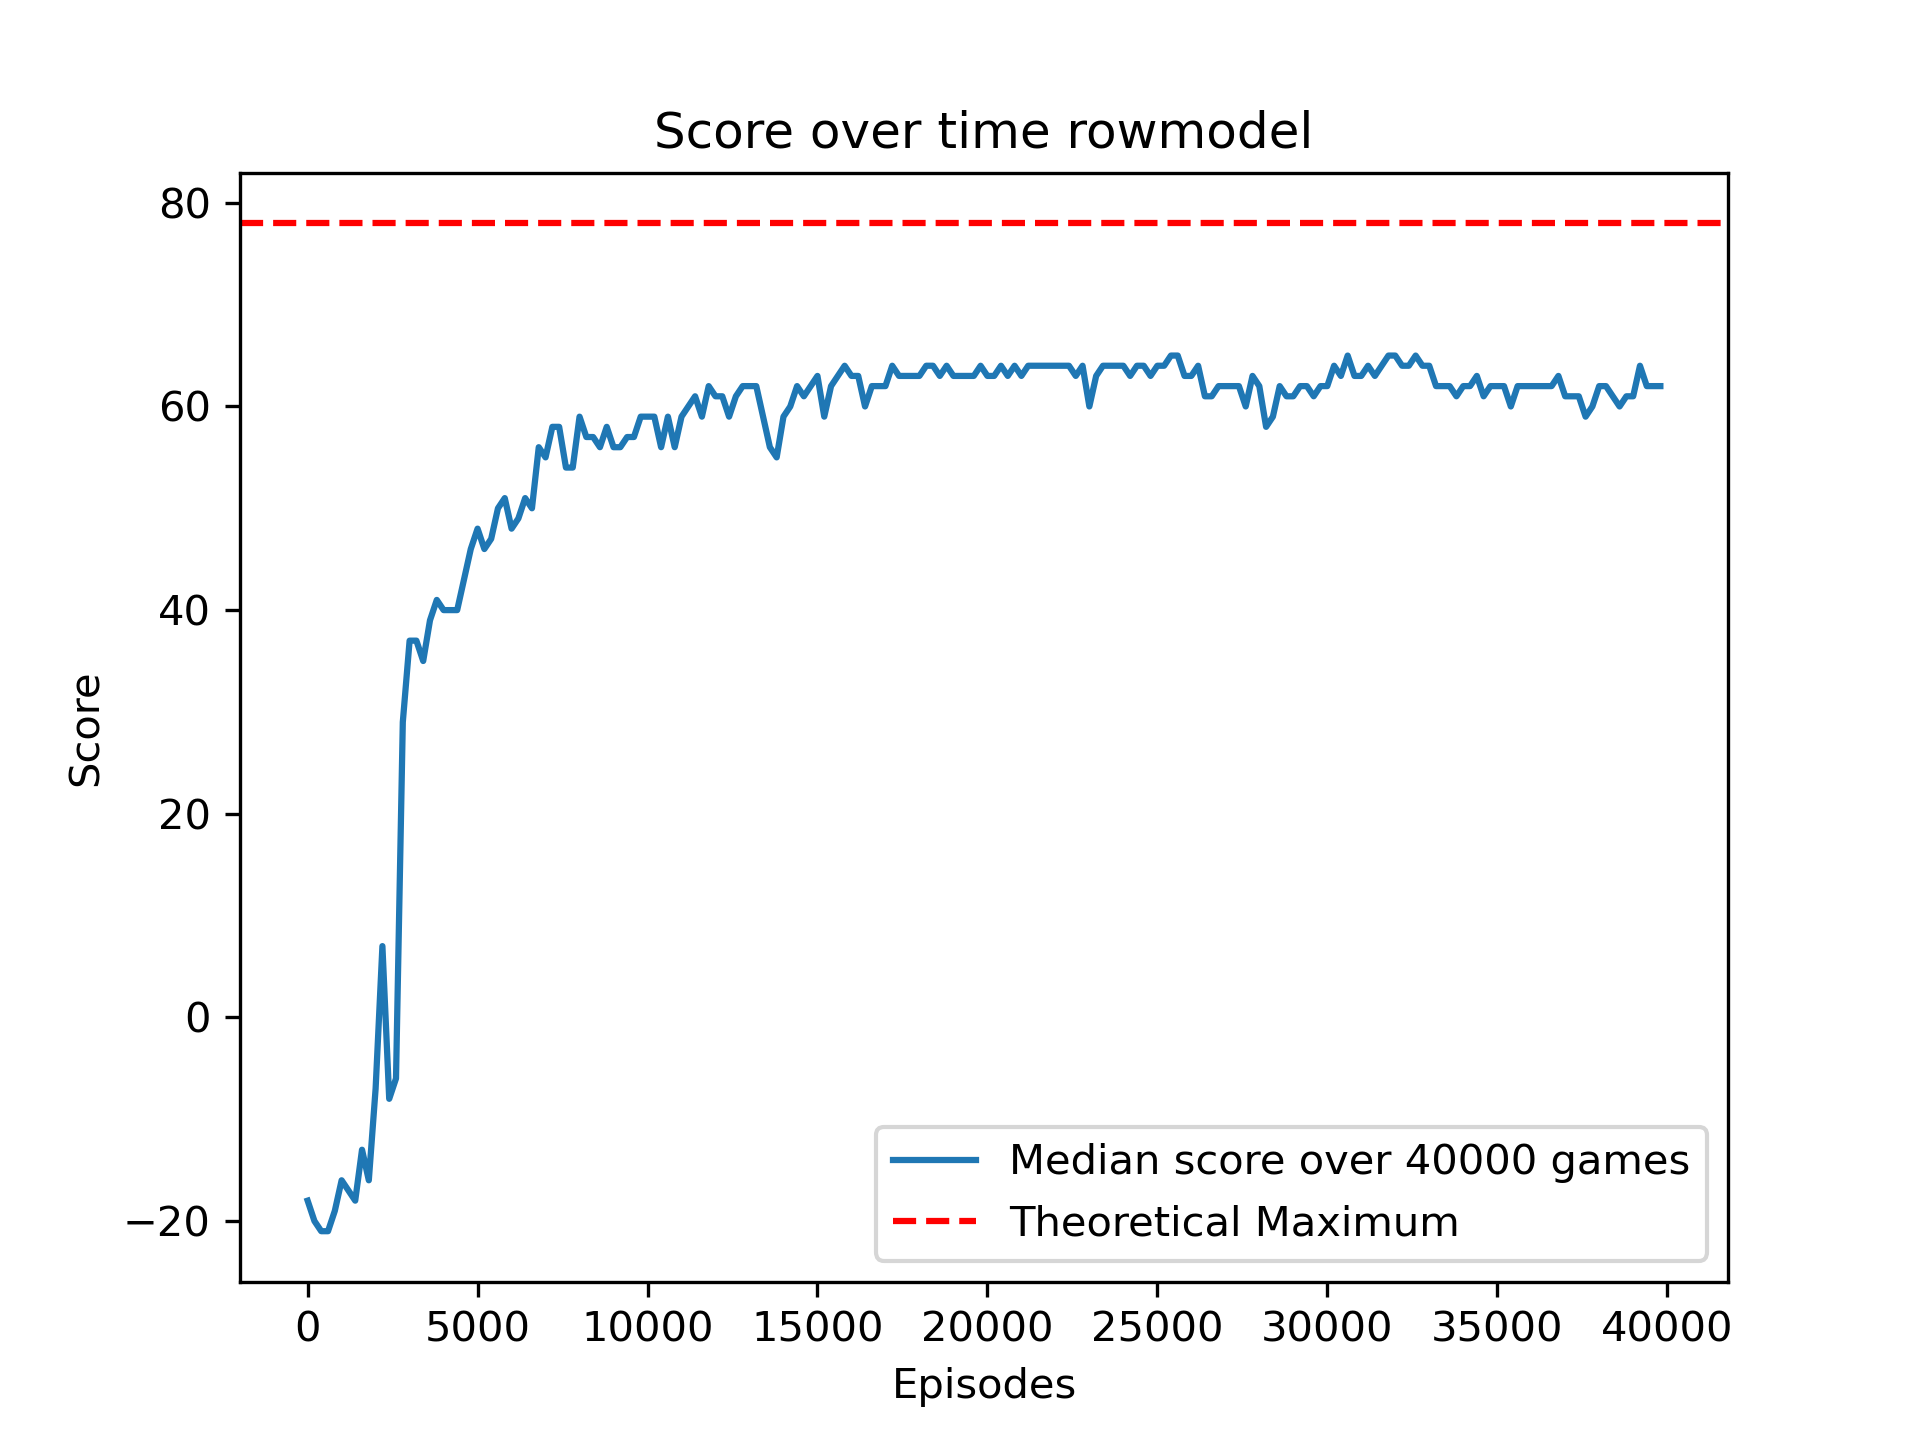 Score over time rowmodel
80
60
40
20
0
−20
Score
0 5000 10000 15000 20000 25000 30000 35000 40000
Episodes
Median score over 40000 games
Theoretical Maximum